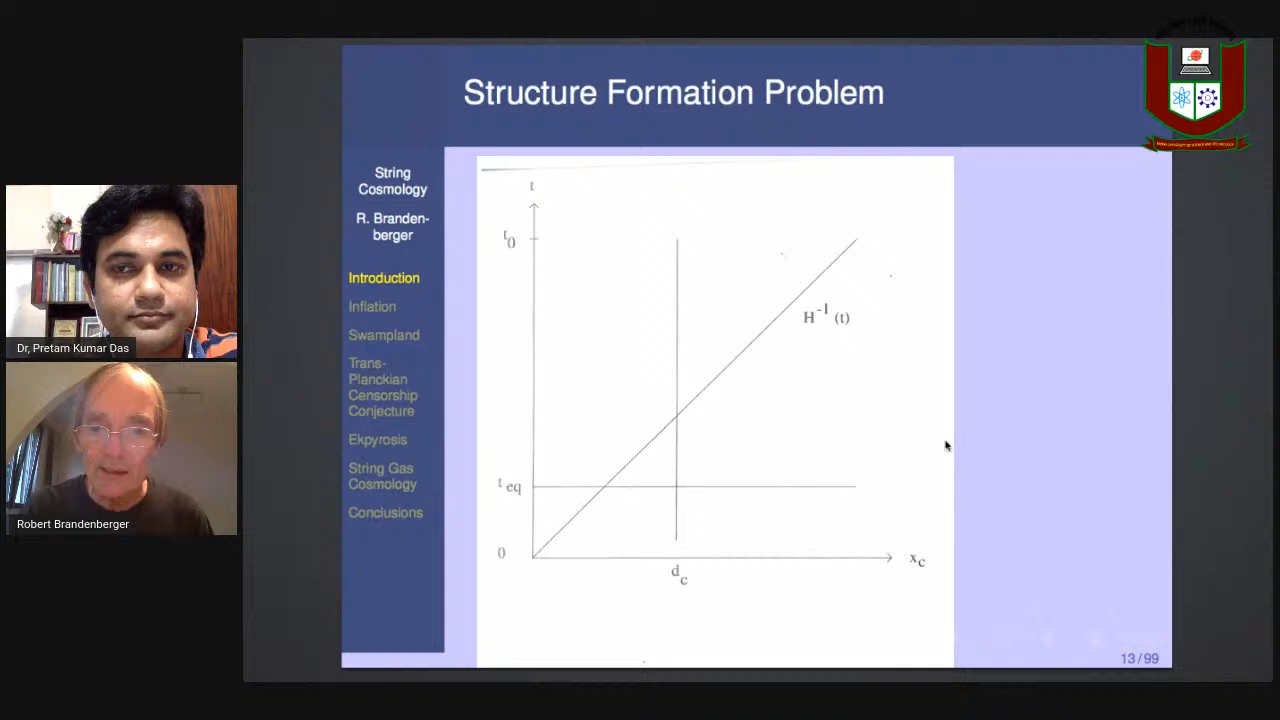 Structure Formation Problem
String
Cosmology
R. Branden-
berger
Introduction
Inflation
Swampland
Trans-
Planckian
Censorship
Conjecture
Ekpyrosis
String Gas
Cosmology
Conclusions
t
t0
H-1 (t)
t eq
0
dc
xc
13/99
Dr, Pretam Kumar Das
Robert Brandenberger